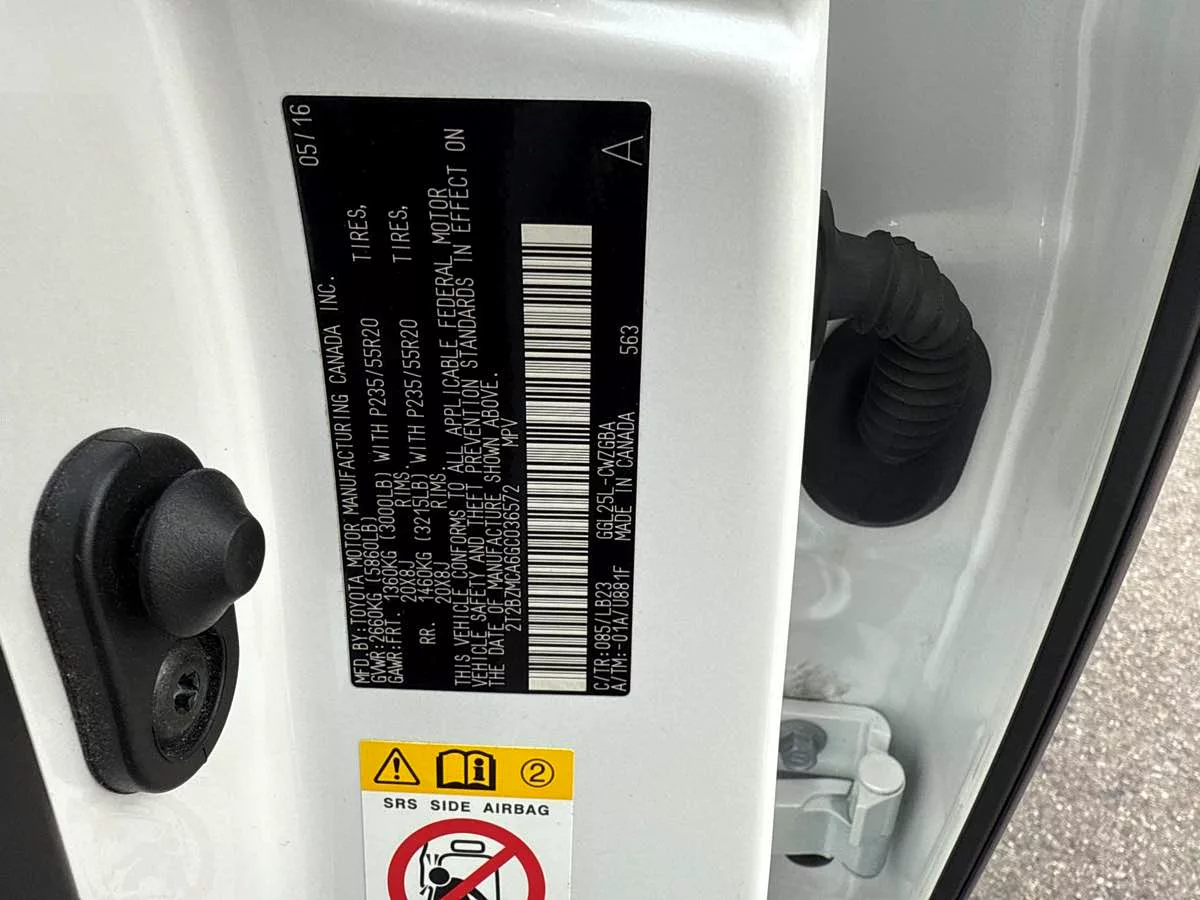 05/16
MFD.BY:TOYOTA MOTOR MANUFACTURING CANADA INC.
GVWR:2660KG (5860LB)
GAWR:FRT. 1360KG (3000LB) WITH P235/55R20 TIRES,
20X8J RIMS.
RR. 1460KG (3215LB) WITH P235/55R20 TIRES,
20X8J RIMS.
THIS VEHICLE CONFORMS TO ALL APPLICABLE FEDERAL MOTOR
VEHICLE SAFETY AND THEFT PREVENTION STANDARDS IN EFFECT ON
THE DATE OF MANUFACTURE SHOWN ABOVE.
2T2BZMCA6GC036572 MPV
C/TR:085/LB23 GGL25L-CWZGBA 563
A/TM:-01A/U881F MADE IN CANADA A
2
SRS SIDE AIRBAG